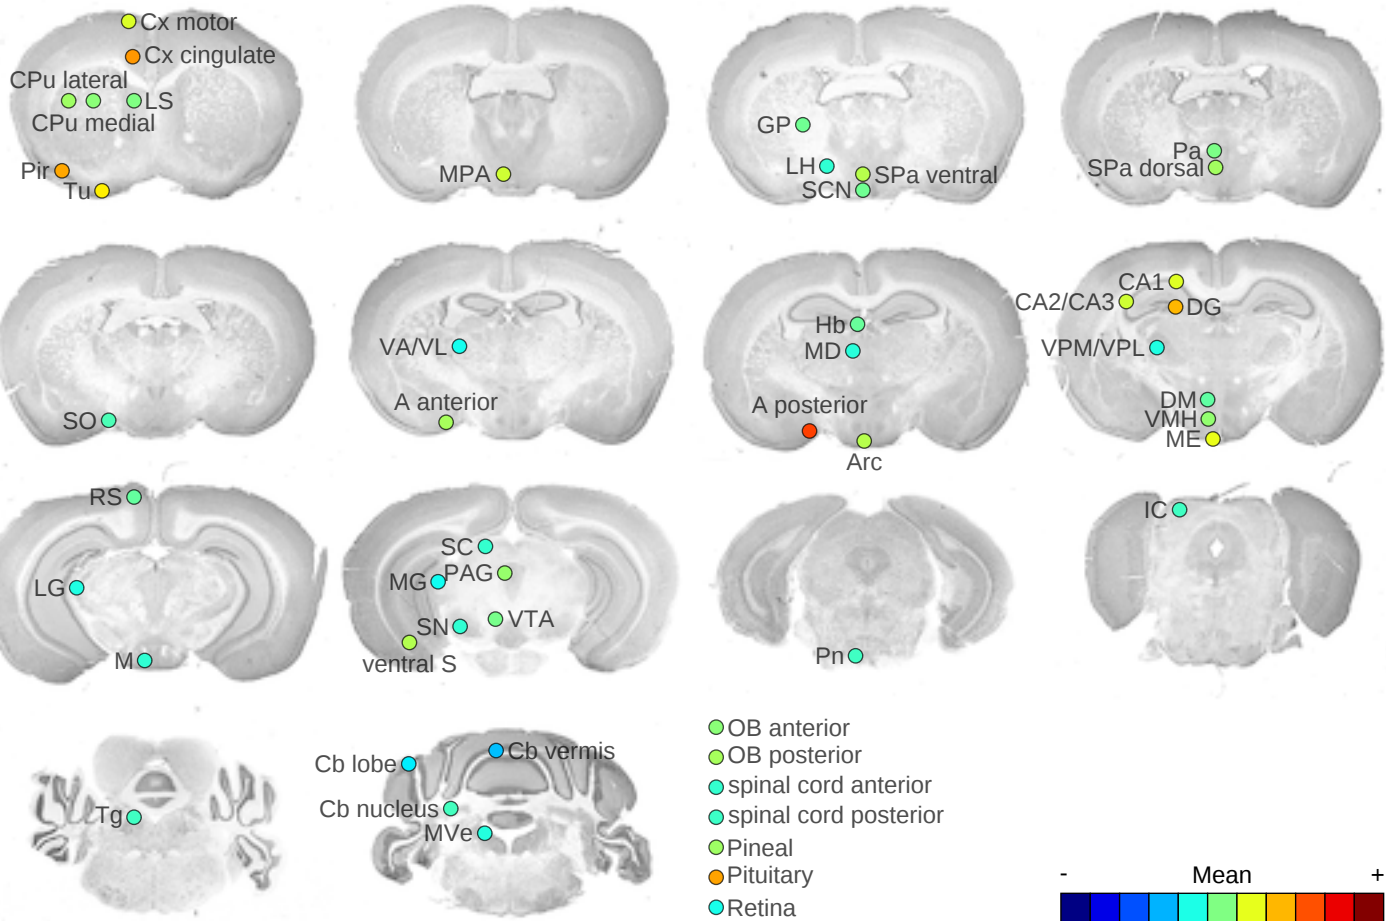 Cx motor
Cx cingulate
CPu lateral
LS
CPu medial
Pir
Tu
MPA
GP
LH
SPa ventral
SCN
Pa
SPa dorsal
SO
VA/VL
A anterior
Hb
MD
A posterior
Arc
CA1
CA2/CA3
DG
VPM/VPL
DM
VMH
ME
RS
LG
M
SC
MG
PAG
SN
VTA
ventral S
Pn
IC
Tg
Cb lobe
Cb vermis
Cb nucleus
MVe
OB anterior
OB posterior
spinal cord anterior
spinal cord posterior
Pineal
Pituitary
Retina
- Mean +